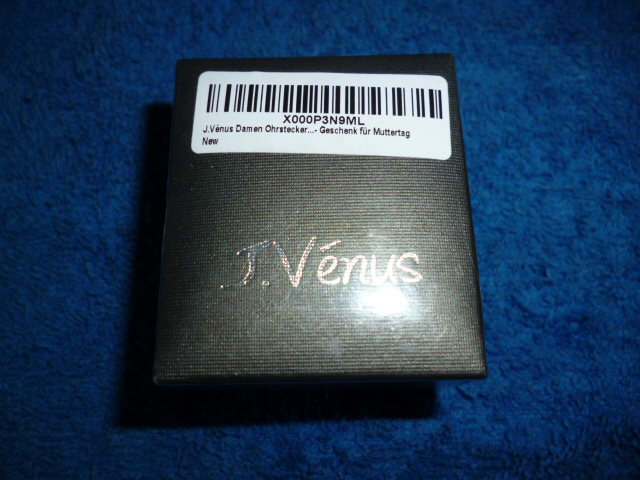 X000P3N9ML
J.Vénus Damen Ohrstecker...- Geschenk für Muttertag
New
J.Vénus